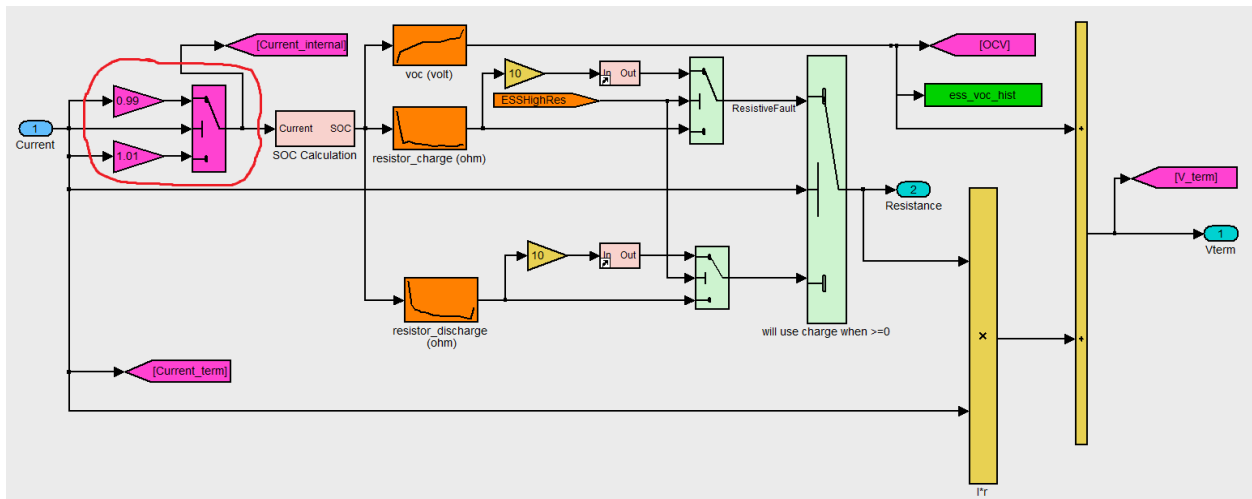 [Current_internal]
[OCV]
voc (volt)
10
In Out
ess_voc_hist
0.99
ESSHighRes
ResistiveFault
1
Current
Current SOC
SOC Calculation
resistor_charge (ohm)
1.01
+
[V_term]
2
Resistance
1
Vterm
10
In Out
resistor_discharge
(ohm)
will use charge when >=0
×
+
[Current_term]
I*r